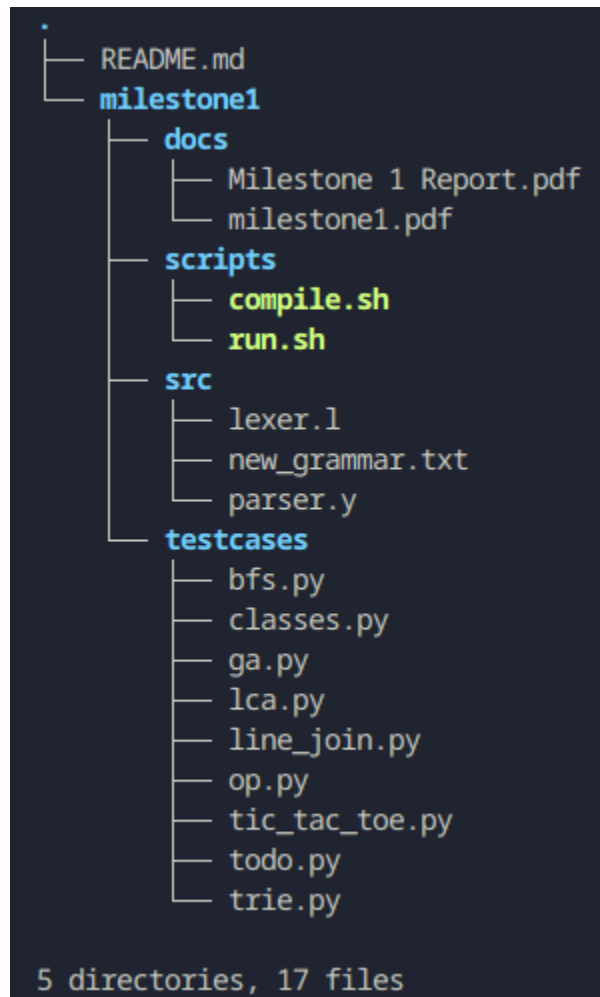 .
├── README.md
└── milestone1
    ├── docs
    │   ├── Milestone 1 Report.pdf
    │   └── milestone1.pdf
    ├── scripts
    │   ├── compile.sh
    │   └── run.sh
    ├── src
    │   ├── lexer.l
    │   ├── new_grammar.txt
    │   └── parser.y
    └── testcases
        ├── bfs.py
        ├── classes.py
        ├── ga.py
        ├── lca.py
        ├── line_join.py
        ├── op.py
        ├── tic_tac_toe.py
        ├── todo.py
        └── trie.py

5 directories, 17 files